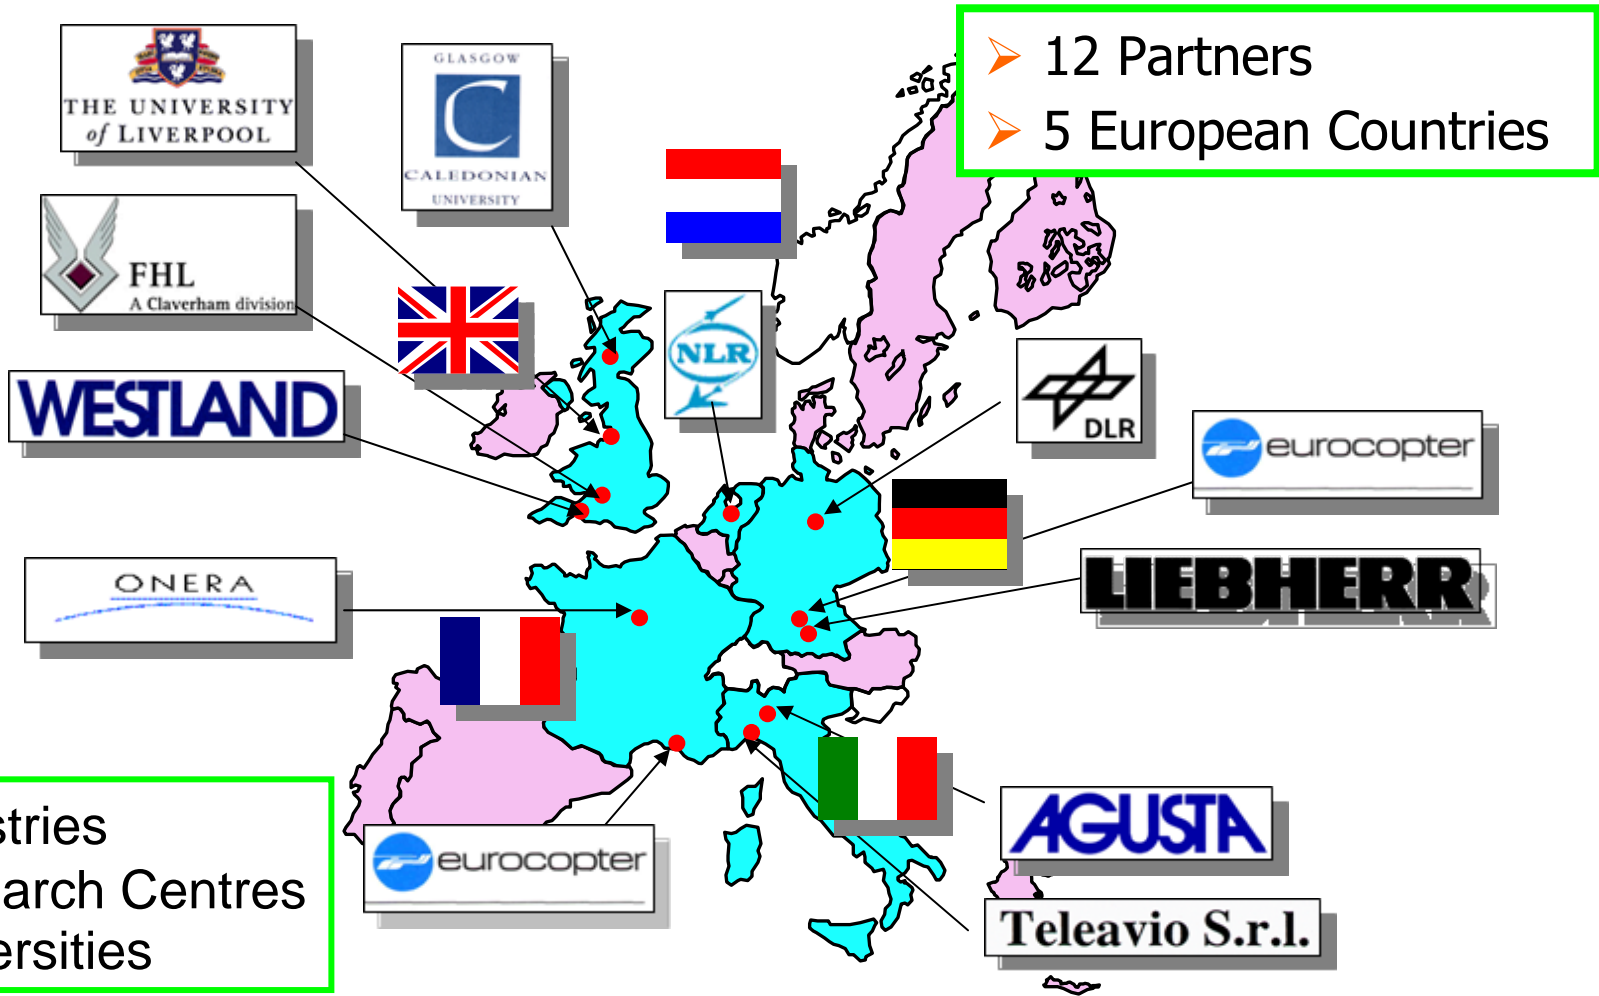 12 Partners
5 European Countries
THE UNIVERSITY
of LIVERPOOL
GLASGOW
C
CALEDONIAN
UNIVERSITY
FHL
A Claverham division
NLR
WESTLAND
DLR
eurocopter
ONERA
LIEBHERR
AGUSTA
stries
arch Centres
ersities
eurocopter
Teleavio S.r.l.